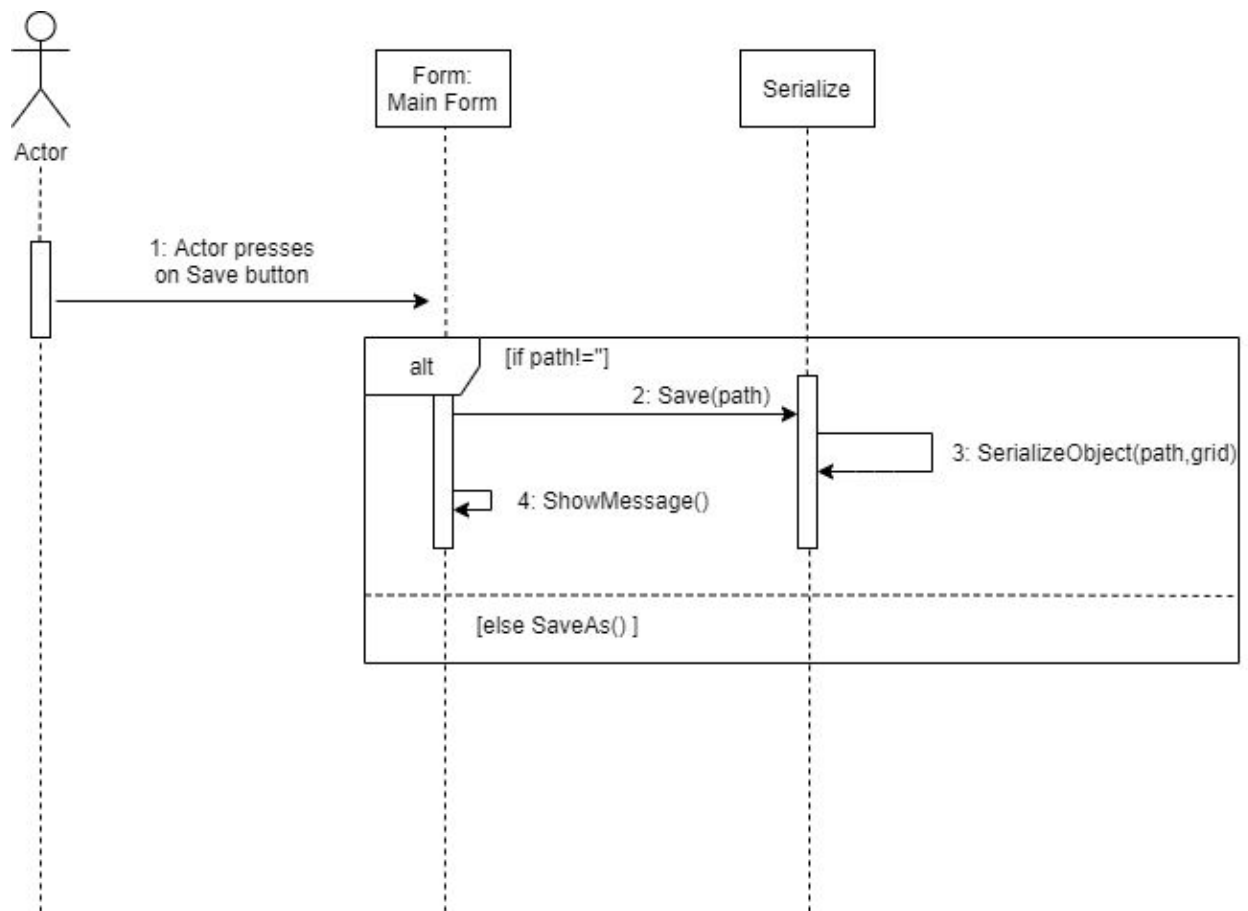 Form:
Main Form
Serialize
Actor
1: Actor presses
on Save button
alt
[if path!='']
2: Save(path)
3: SerializeObject(path,grid)
4: ShowMessage()
[else SaveAs() ]